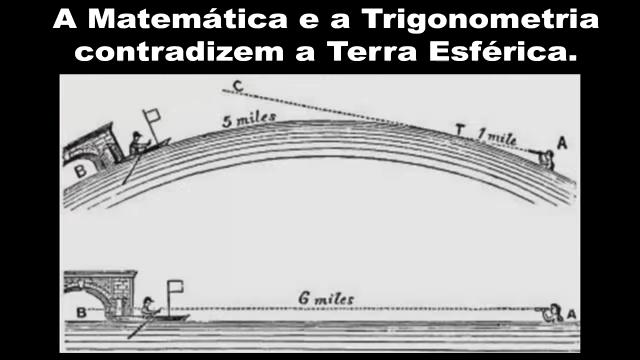 A Matemática e a Trigonometria
contradizem a Terra Esférica.
C
5 miles
T 1 mile A
B
6 miles
B A